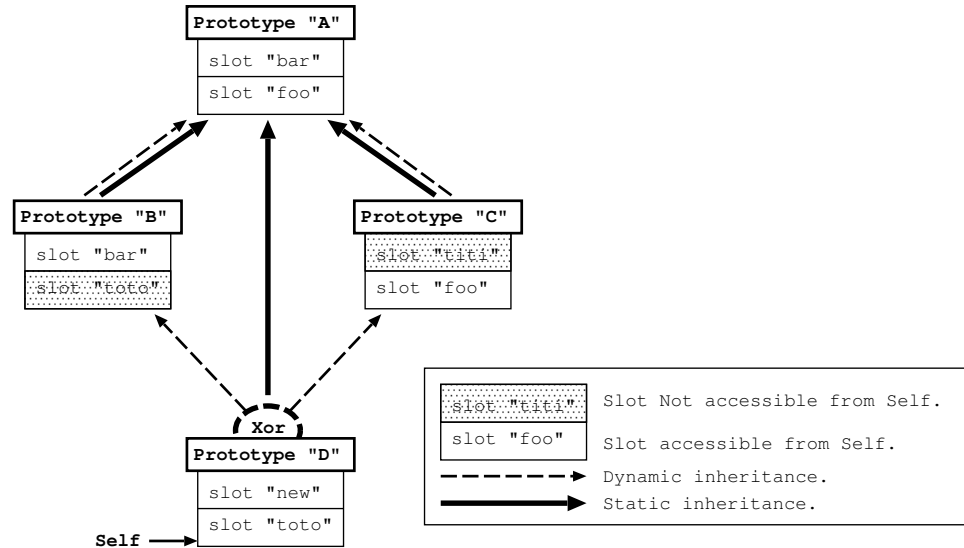 Prototype "A"
slot "bar"
slot "foo"
Prototype "B"
slot "bar"
slot "toto"
Prototype "C"
slot "titi"
slot "foo"
Xor
Prototype "D"
slot "new"
slot "toto"
Self
slot "titi"
Slot Not accessible from Self.
slot "foo"
Slot accessible from Self.
Dynamic inheritance.
Static inheritance.